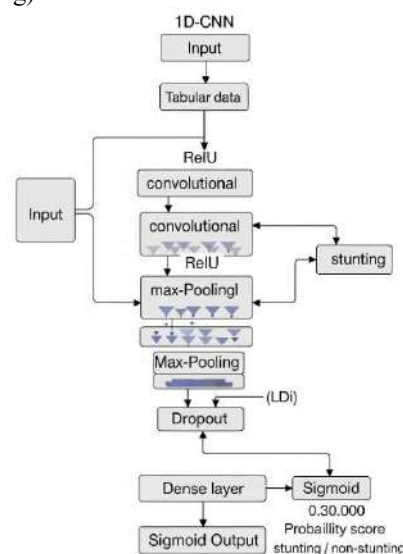 g)
1D-CNN
Input
Tabular data
RelU
convolutional
Input
convolutional
stunting
RelU
max-Poolingl
Max-Pooling
(LDi)
Dropout
Dense layer
Sigmoid
0.30.000
Probaillity score
Sigmoid Output
stunting / non-stunting